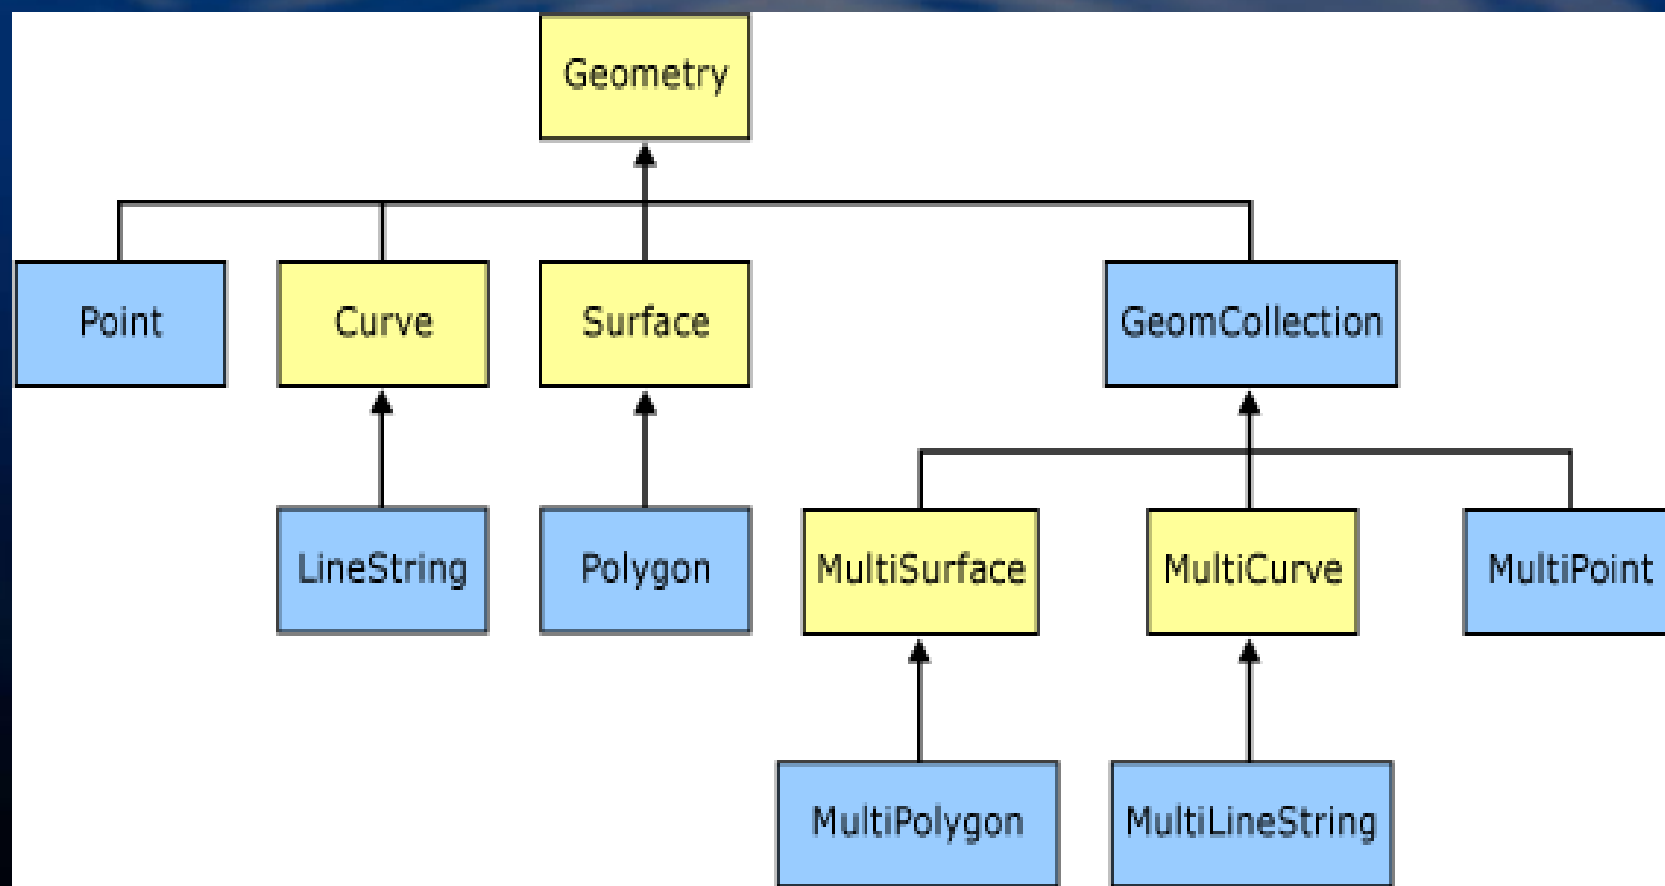 Geometry
Point
Curve
Surface
GeomCollection
LineString
Polygon
MultiSurface
MultiCurve
MultiPoint
MultiPolygon
MultiLineString